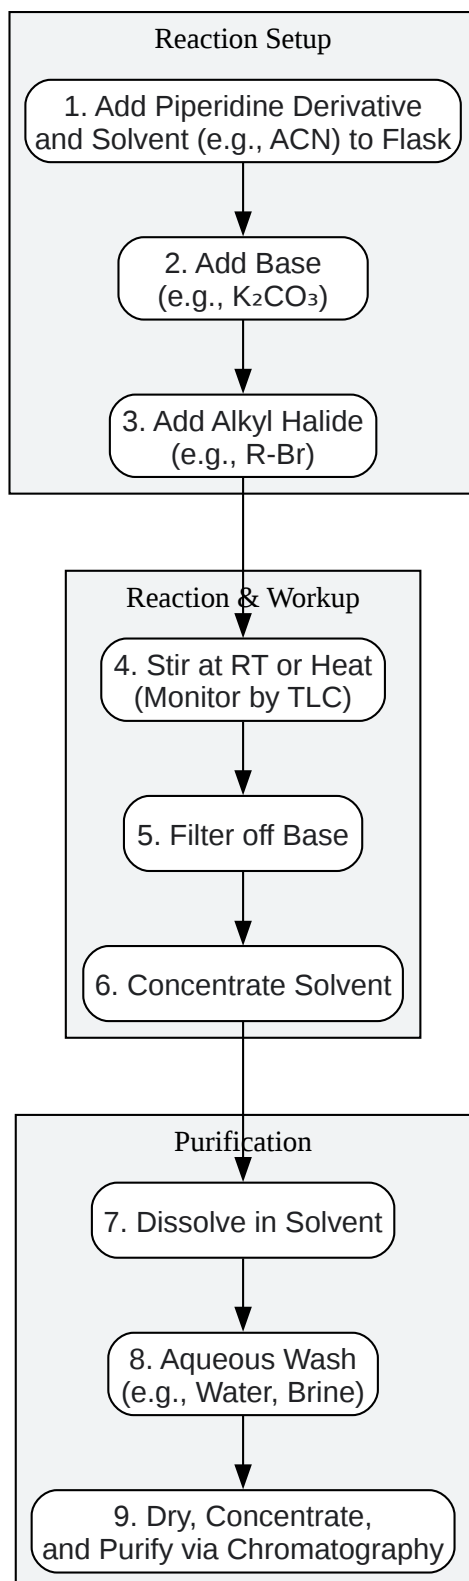 Reaction Setup
1. Add Piperidine Derivative
and Solvent (e.g., ACN) to Flask
2. Add Base
(e.g., K₂CO₃)
3. Add Alkyl Halide
(e.g., R-Br)
Reaction & Workup
4. Stir at RT or Heat
(Monitor by TLC)
5. Filter off Base
6. Concentrate Solvent
Purification
7. Dissolve in Solvent
8. Aqueous Wash
(e.g., Water, Brine)
9. Dry, Concentrate,
and Purify via Chromatography